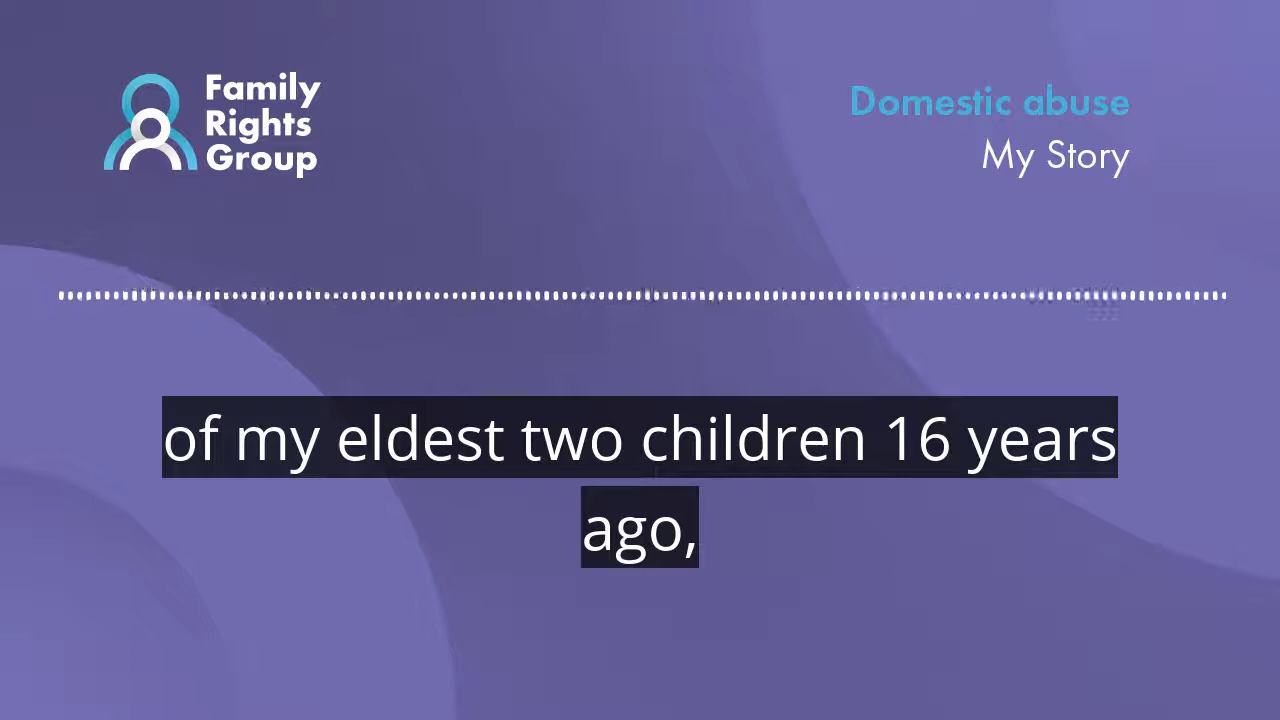 Family
Rights
Group
Domestic abuse
My Story
of my eldest two children 16 years
ago,